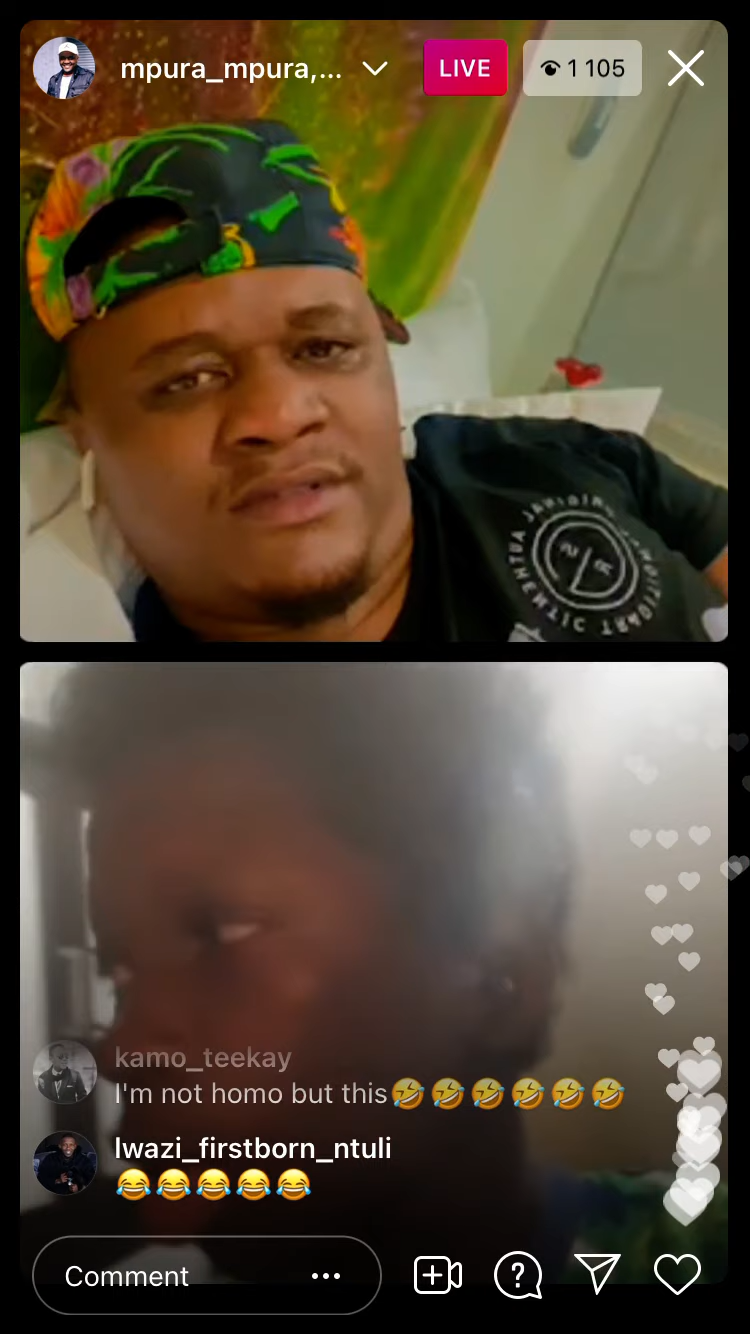 mpura_mpura,...
LIVE
1 105
kamo_teekay
I'm not homo but this🤣🤣🤣🤣🤣🤣
lwazi_firstborn_ntuli
😂😂😂😂😂
Comment